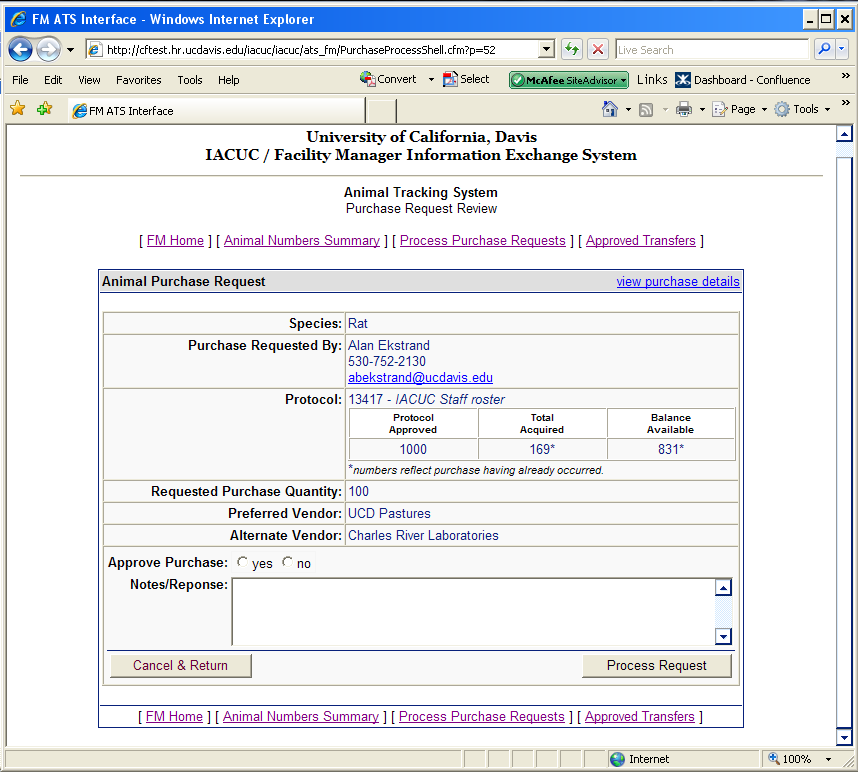 FM ATS Interface - Windows Internet Explorer
http://cftest.hr.ucdavis.edu/iacuc/iacuc/ats_fm/PurchaseProcessShell.cfm?p=52
Live Search
File Edit View Favorites Tools Help
Convert Select
McAfee SiteAdvisor
Links Dashboard - Confluence »
FM ATS Interface
Page Tools »
University of California, Davis
IACUC / Facility Manager Information Exchange System
Animal Tracking System
Purchase Request Review
[ FM Home ] [ Animal Numbers Summary ] [ Process Purchase Requests ] [ Approved Transfers ]
Animal Purchase Request view purchase details
Species: Rat
Purchase Requested By: Alan Ekstrand
530-752-2130
abekstrand@ucdavis.edu
Protocol: 13417 - IACUC Staff roster
Protocol Approved Total Acquired Balance Available
1000 169* 831*
*numbers reflect purchase having already occurred.
Requested Purchase Quantity: 100
Preferred Vendor: UCD Pastures
Alternate Vendor: Charles River Laboratories
Approve Purchase: yes no
Notes/Reponse:
Cancel & Return Process Request
[ FM Home ] [ Animal Numbers Summary ] [ Process Purchase Requests ] [ Approved Transfers ]
Internet 100%